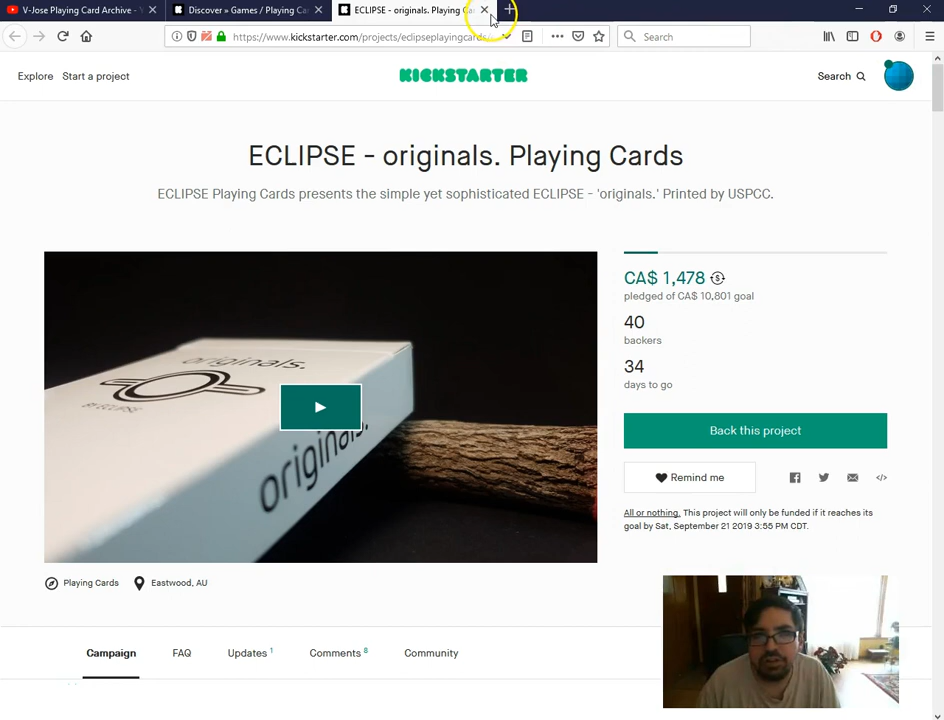 V-Jose Playing Card Archive -
Discover » Games / Playing Ca
ECLIPSE - originals. Playing Ca
https://www.kickstarter.com/projects/eclipseplayingcards/
Search
Explore
Start a project
KICKSTARTER
Search
ECLIPSE - originals. Playing Cards
ECLIPSE Playing Cards presents the simple yet sophisticated ECLIPSE - 'originals.' Printed by USPCC.
originals.
BY ECLIPSE
originals.
CA$ 1,478
pledged of CA$ 10,801 goal
40
backers
34
days to go
Back this project
Remind me
All or nothing. This project will only be funded if it reaches its
goal by Sat, September 21 2019 3:55 PM CDT.
Playing Cards
Eastwood, AU
Campaign
FAQ
Updates 1
Comments 8
Community